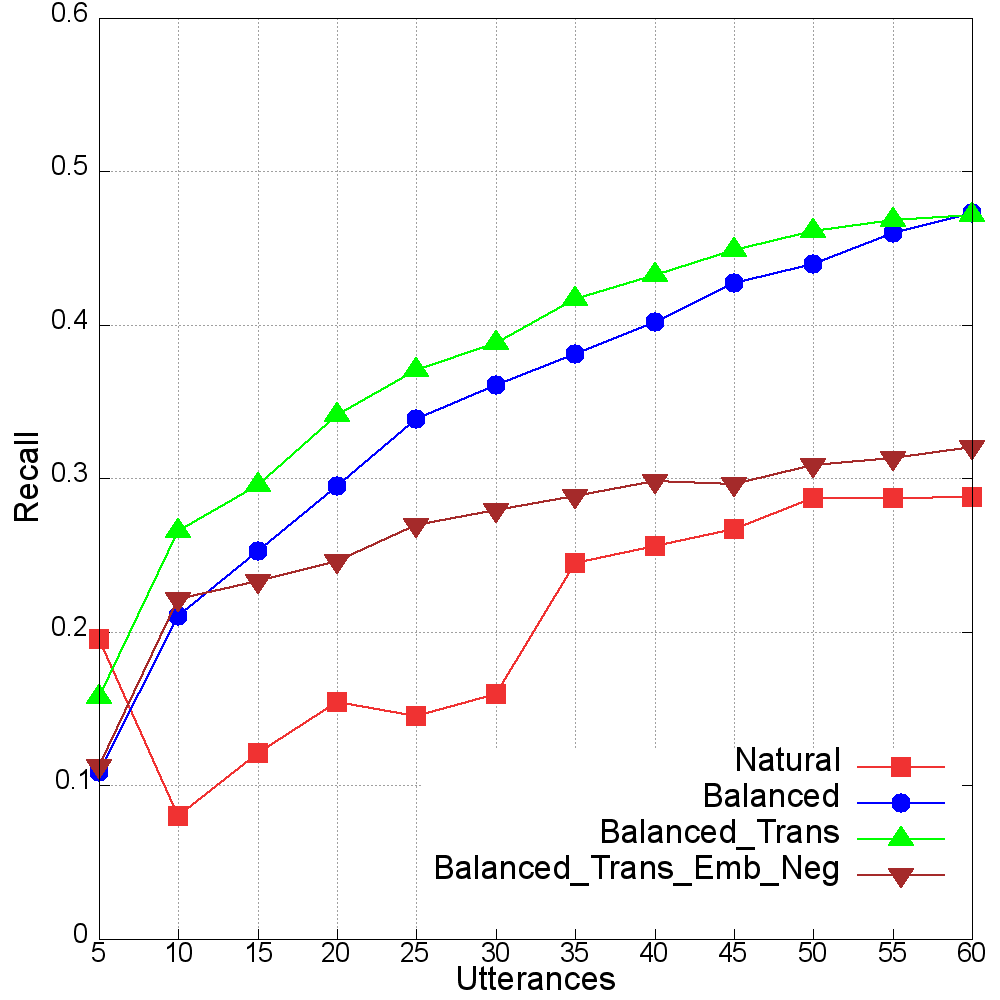 0.6
0.5
0.4
0.3
0.2
0.1
0
Recall
5 10 15 20 25 30 35 40 45 50 55 60
Utterances
Natural
Balanced
Balanced_Trans
Balanced_Trans_Emb_Neg